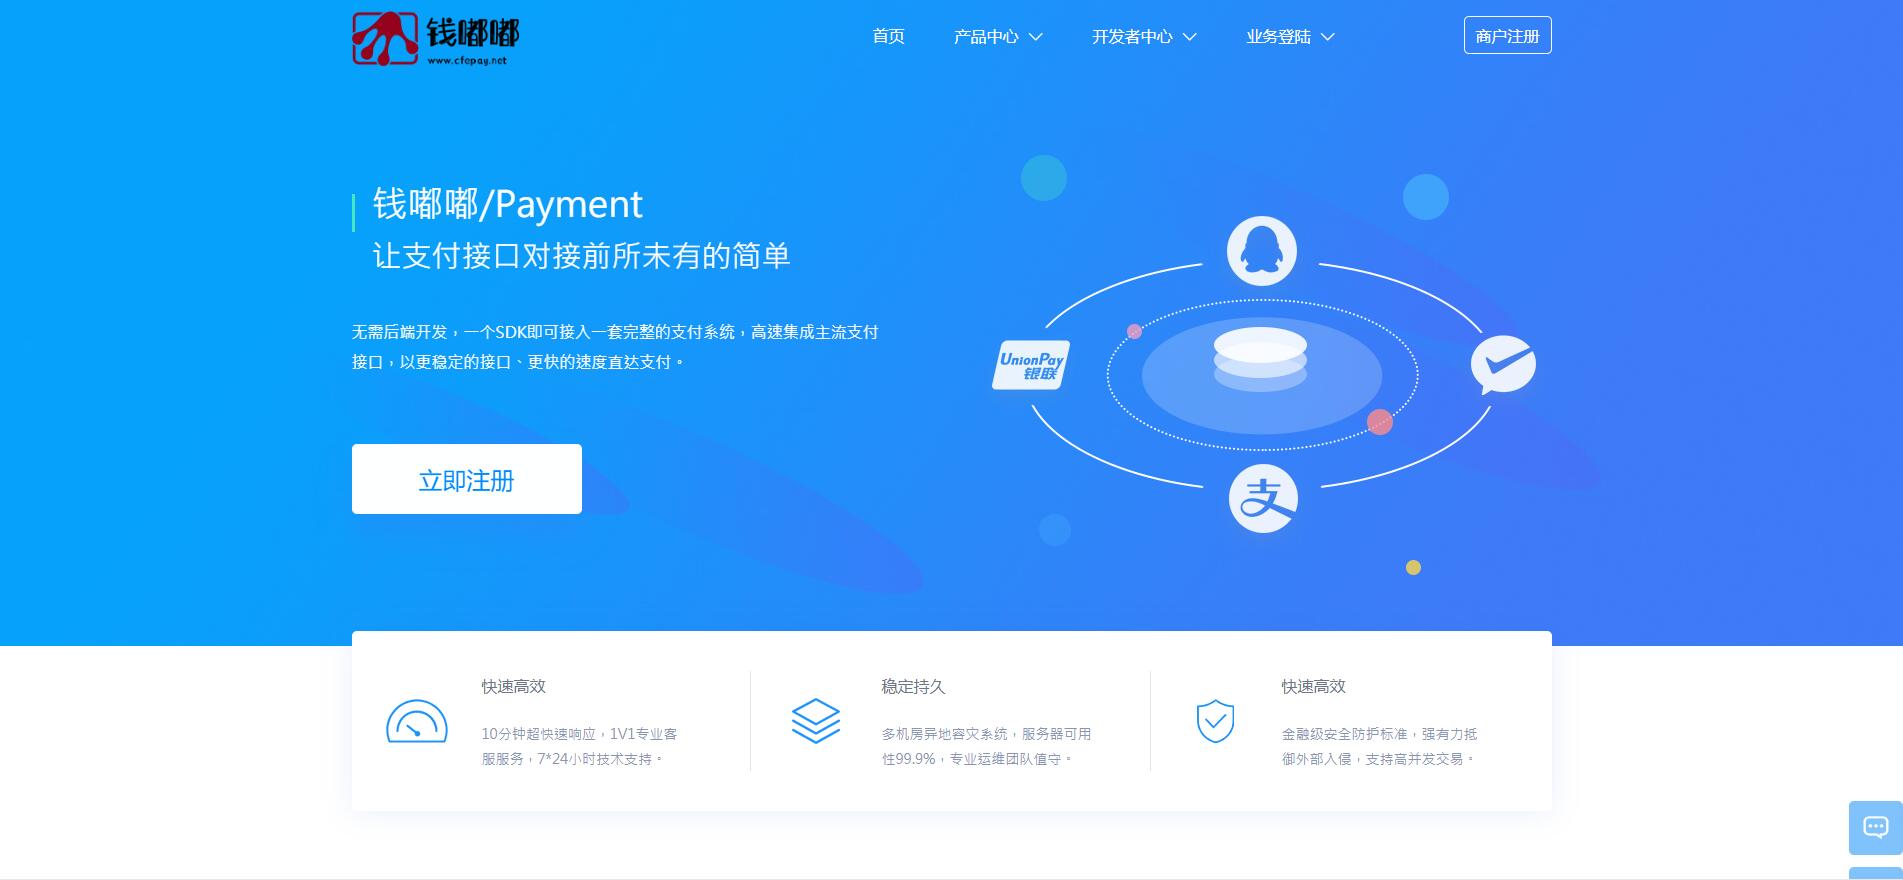 钱嘟嘟
www.cfepay.net
首页
产品中心
开发者中心
业务登陆
商户注册
钱嘟嘟/Payment
让支付接口对接前所未有的简单
无需后端开发，一个SDK即可接入一套完整的支付系统，高速集成主流支付
接口，以更稳定的接口、更快的速度直达支付。
立即注册
UnionPay
银联
支
快速高效
10分钟超快速响应，1V1专业客
服服务，7*24小时技术支持。
稳定持久
多机房异地容灾系统，服务器可用
性99.9%，专业运维团队值守。
快速高效
金融级安全防护标准，强有力抵
御外部入侵，支持高并发交易。